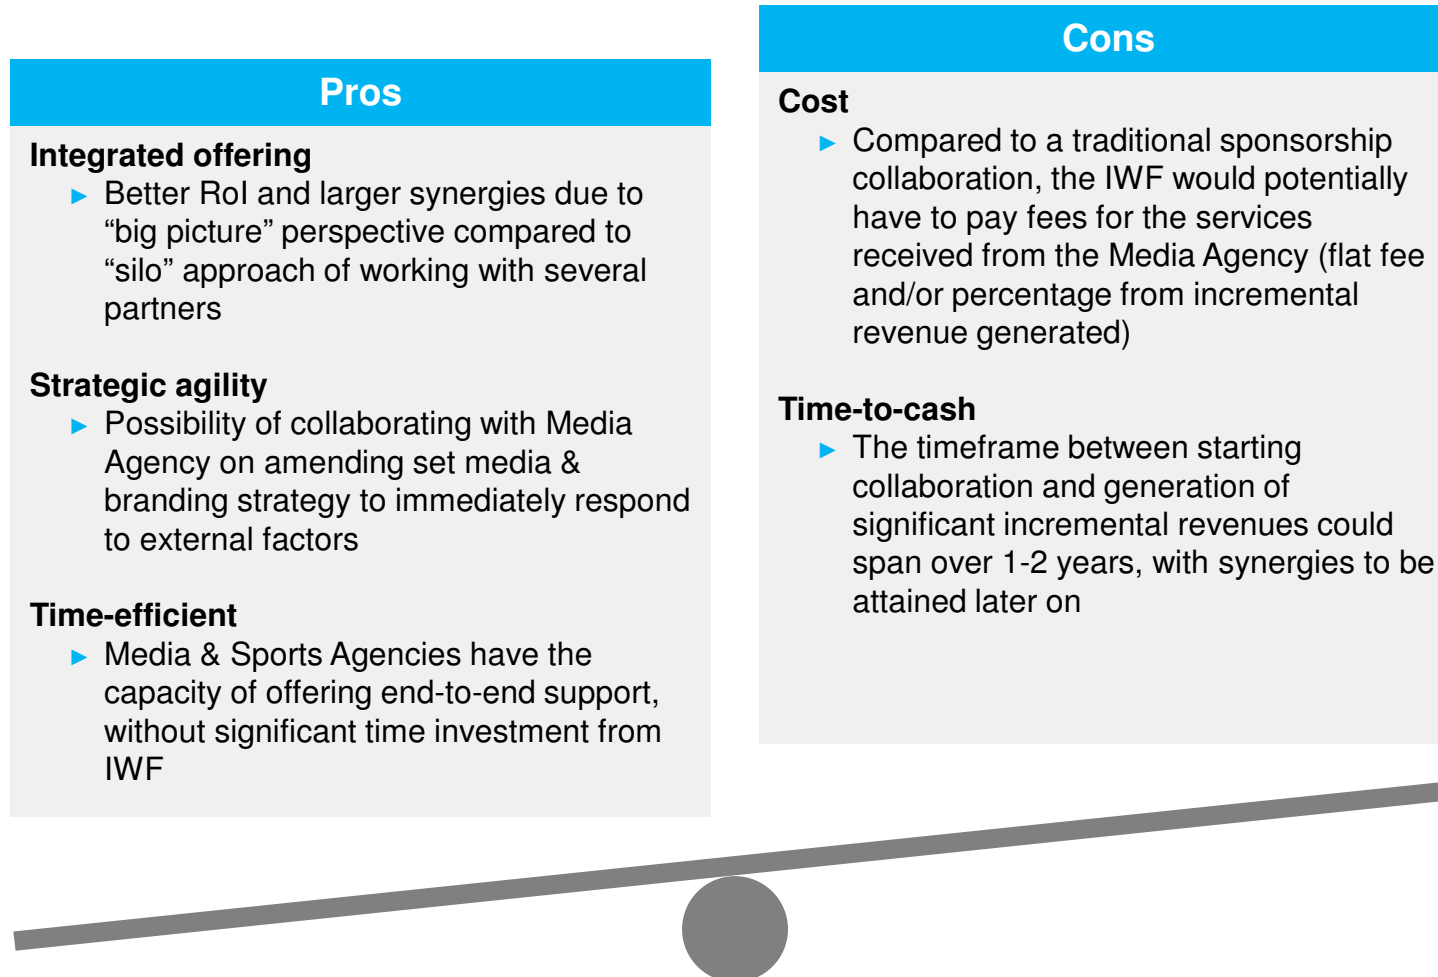 Pros
Integrated offering
► Better RoI and larger synergies due to
“big picture” perspective compared to
“silo” approach of working with several
partners
Strategic agility
► Possibility of collaborating with Media
Agency on amending set media &
branding strategy to immediately respond
to external factors
Time-efficient
► Media & Sports Agencies have the
capacity of offering end-to-end support,
without significant time investment from
IWF
Cons
Cost
► Compared to a traditional sponsorship
collaboration, the IWF would potentially
have to pay fees for the services
received from the Media Agency (flat fee
and/or percentage from incremental
revenue generated)
Time-to-cash
► The timeframe between starting
collaboration and generation of
significant incremental revenues could
span over 1-2 years, with synergies to be
attained later on